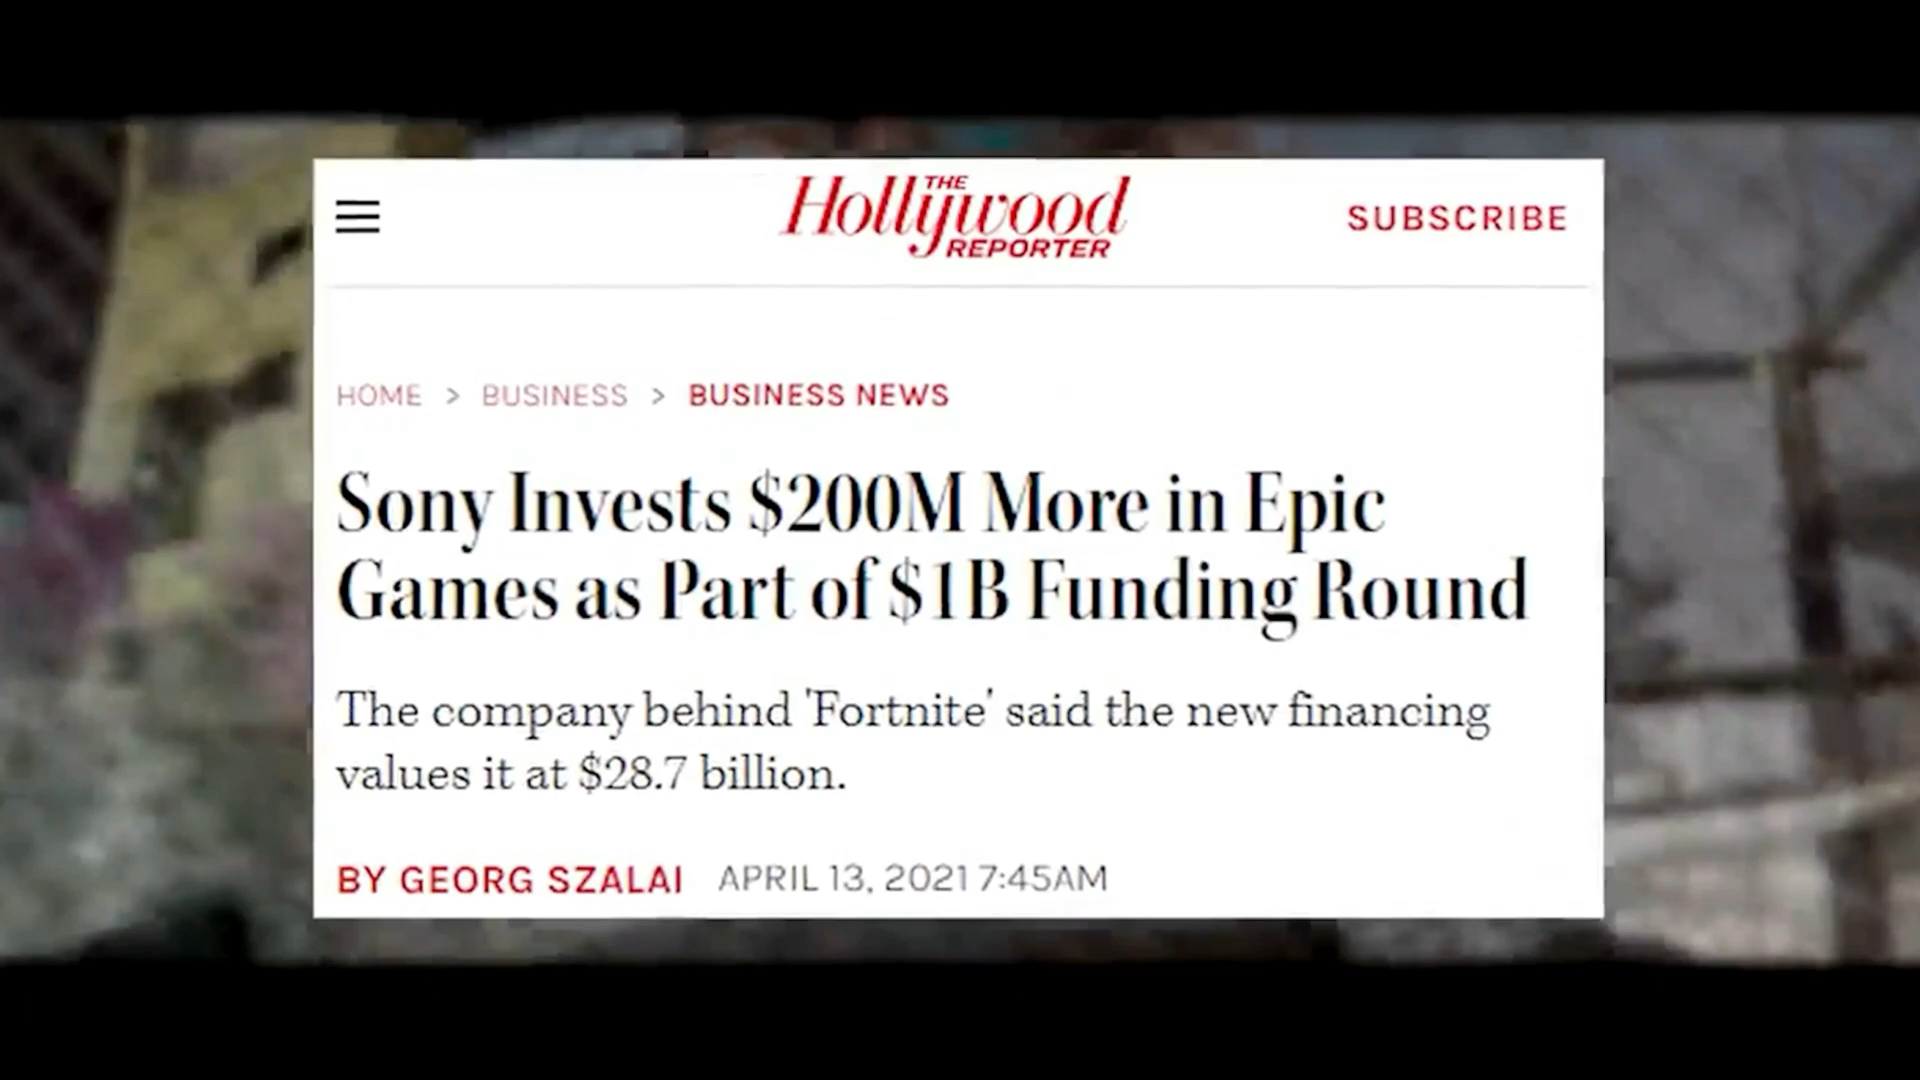 THE
Hollywood
REPORTER
SUBSCRIBE
HOME > BUSINESS > BUSINESS NEWS
Sony Invests $200M More in Epic
Games as Part of $1B Funding Round
The company behind 'Fortnite' said the new financing
values it at $28.7 billion.
BY GEORG SZALAI APRIL 13, 2021 7:45AM